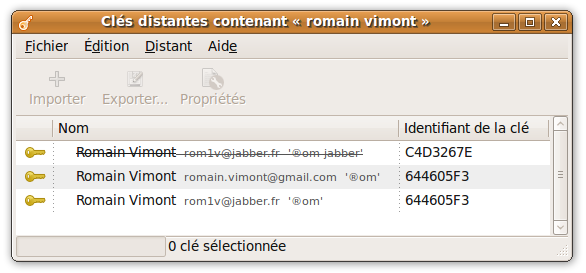 Clés distantes contenant « romain vimont »
Fichier Édition Distant Aide
Importer Exporter... Propriétés
Nom Identifiant de la clé
Romain Vimont rom1v@jabber.fr '®om-jabber' C4D3267E
Romain Vimont romain.vimont@gmail.com '®om' 644605F3
Romain Vimont rom1v@jabber.fr '®om' 644605F3
0 clé sélectionnée